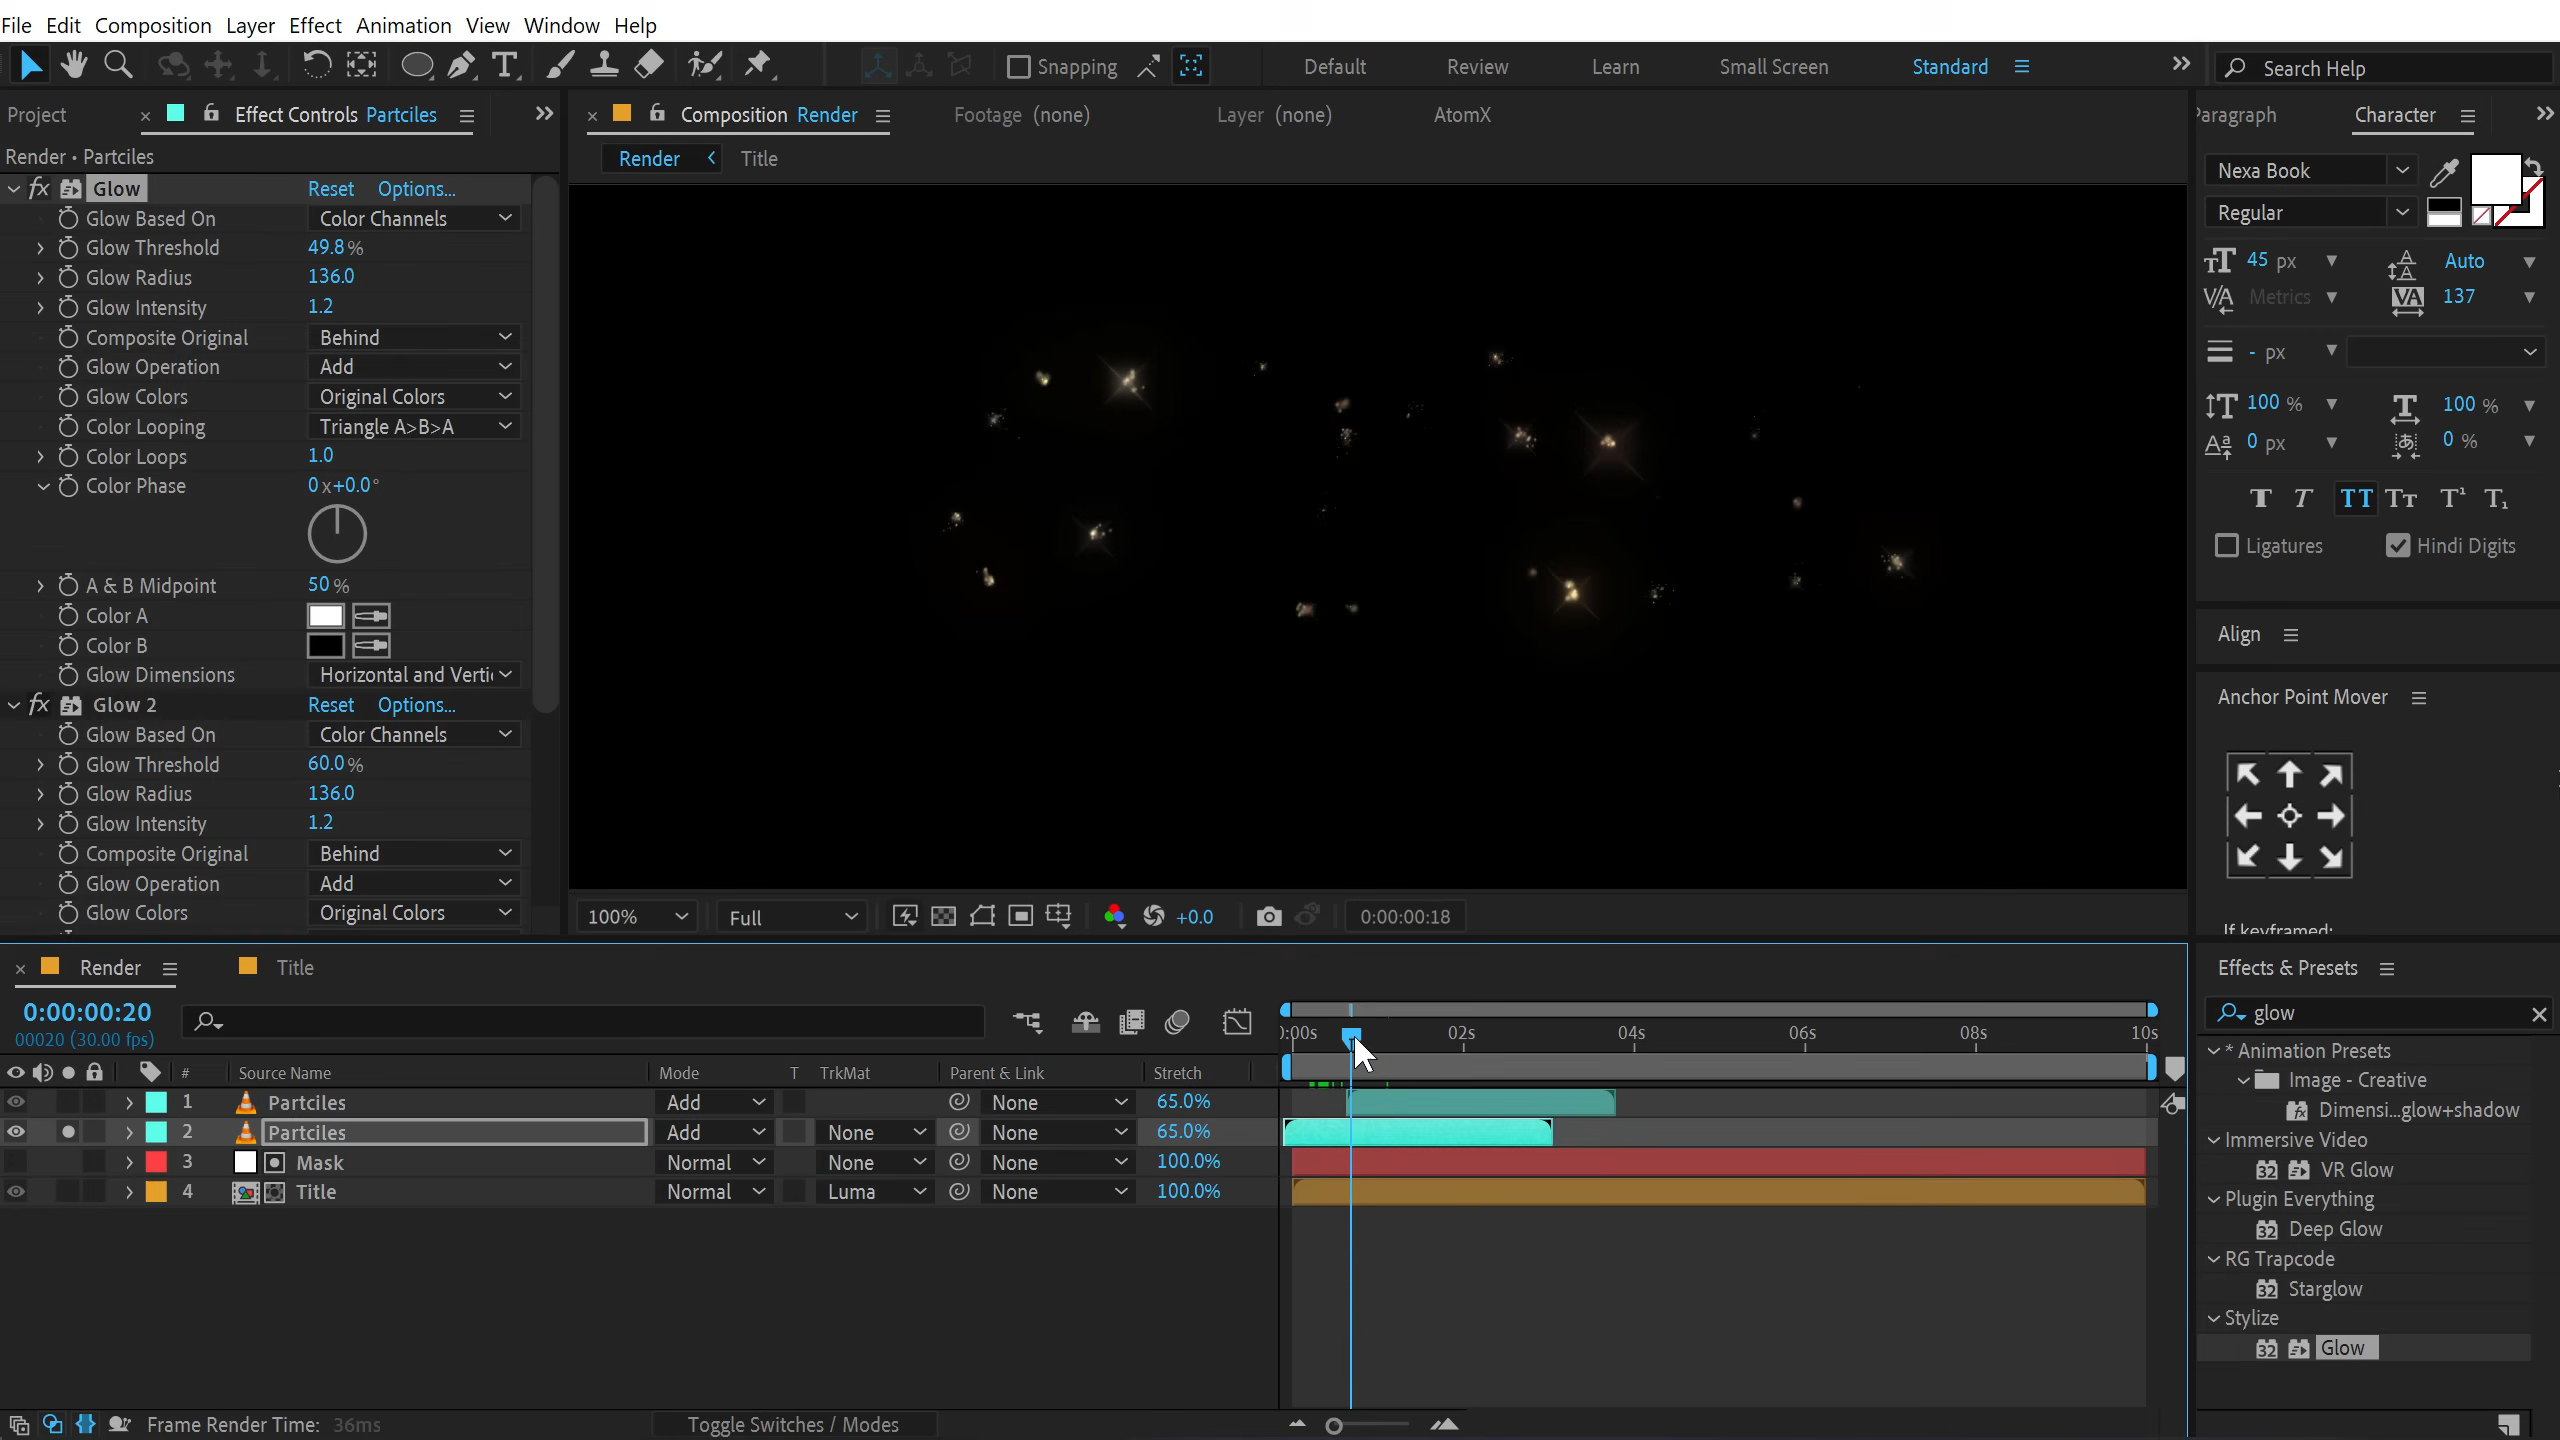 File Edit Composition Layer Effect Animation View Window Help
Snapping
Default Review Learn Small Screen Standard
Search Help
Project
Effect Controls Partciles
Composition Render
Footage (none)
Layer (none)
AtomX
Paragraph
Character
Render • Partciles
Render
Title
Glow Reset Options...
Glow Based On Color Channels
Glow Threshold 49.8%
Glow Radius 136.0
Glow Intensity 1.2
Composite Original Behind
Glow Operation Add
Glow Colors Original Colors
Color Looping Triangle A>B>A
Color Loops 1.0
Color Phase 0x+0.0°
A & B Midpoint 50%
Color A
Color B
Glow Dimensions Horizontal and Verti
Glow 2 Reset Options...
Glow Based On Color Channels
Glow Threshold 60.0%
Glow Radius 136.0
Glow Intensity 1.2
Composite Original Behind
Glow Operation Add
Glow Colors Original Colors
100% Full +0.0 0:00:00:18
Nexa Book
Regular
45 px Auto
Metrics 137
- px
100 % 100 %
0 px 0 %
Ligatures Hindi Digits
Align
Anchor Point Mover
If keyframed:
Render Title
0:00:00:20
00020 (30.00 fps)
0:00s 02s 04s 06s 08s 10s
# Source Name Mode T TrkMat Parent & Link Stretch
1 Partciles Add None 65.0%
2 Partciles Add None None 65.0%
3 Mask Normal None None 100.0%
4 Title Normal Luma None 100.0%
Frame Render Time: 36ms
Toggle Switches / Modes
Effects & Presets
glow
* Animation Presets
Image - Creative
Dimensi...glow+shadow
Immersive Video
VR Glow
Plugin Everything
Deep Glow
RG Trapcode
Starglow
Stylize
Glow